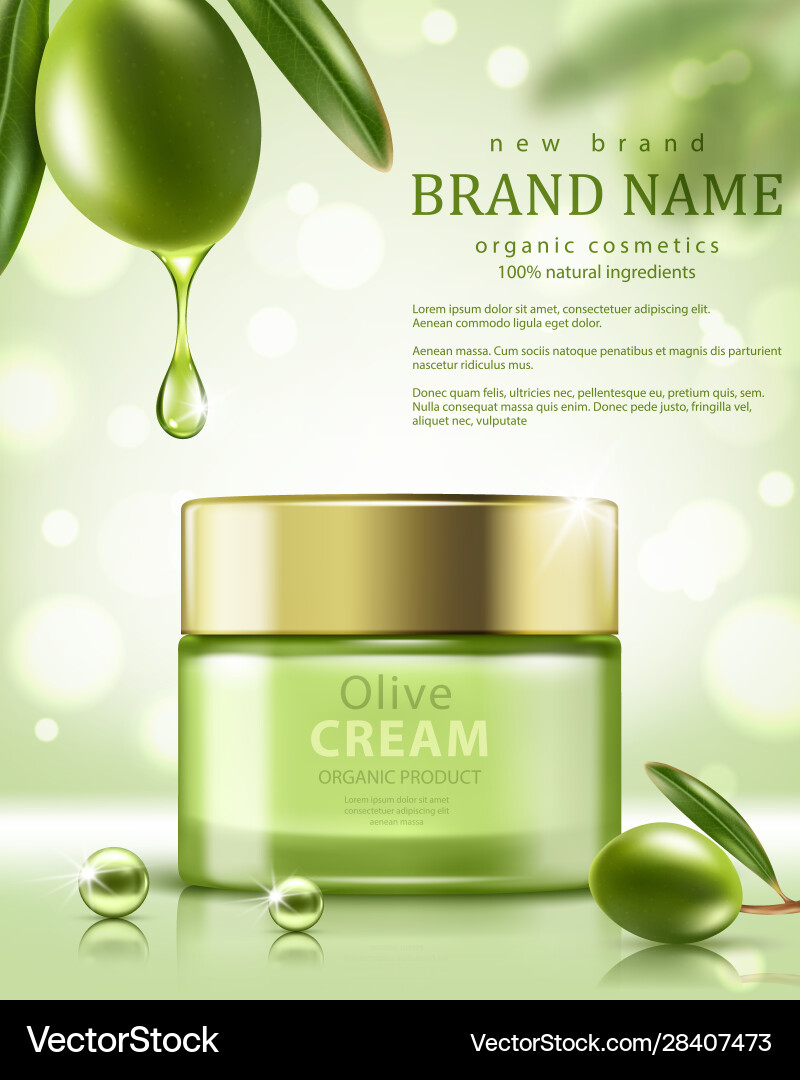 new brand
BRAND NAME
organic cosmetics
100% natural ingredients
Lorem ipsum dolor sit amet, consectetuer adipiscing elit.
Aenean commodo ligula eget dolor.
Aenean massa. Cum sociis natoque penatibus et magnis dis parturient
nascetur ridiculus mus.
Donec quam felis, ultricies nec, pellentesque eu, pretium quis, sem.
Nulla consequat massa quis enim. Donec pede justo, fringilla vel,
aliquet nec, vulputate
Olive
CREAM
ORGANIC PRODUCT
Lorem ipsum dolor sit amet
consectetuer adipiscing elit
aenean massa
VectorStock
VectorStock.com/28407473